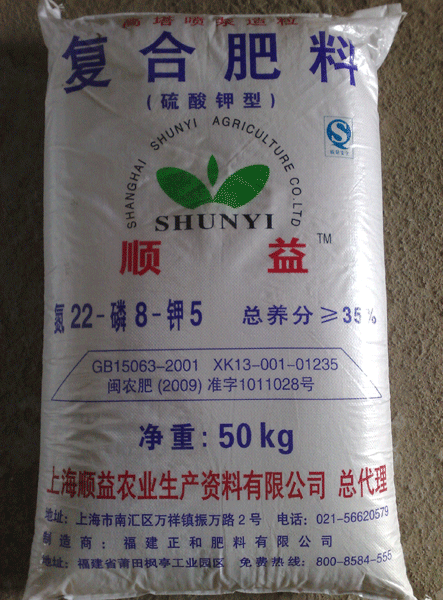 高塔喷浆造粒
复合肥料
(硫酸钾型)
SHANGHAI SHUNYI AGRICULTURE CO.LTD
SHUNYI
顺益™
氮22-磷8-钾5 总养分≥35%
GB15063-2001 XK13-001-01235
闽农肥(2009)准字1011028号
净重:50kg
上海顺益农业生产资料有限公司 总代理
地址:上海市南汇区万祥镇振万路2号 电话:021-56620579
制造商:福建正和肥料有限公司
地址:福建省莆田枫亭工业园区 免费热线:800-8584-555